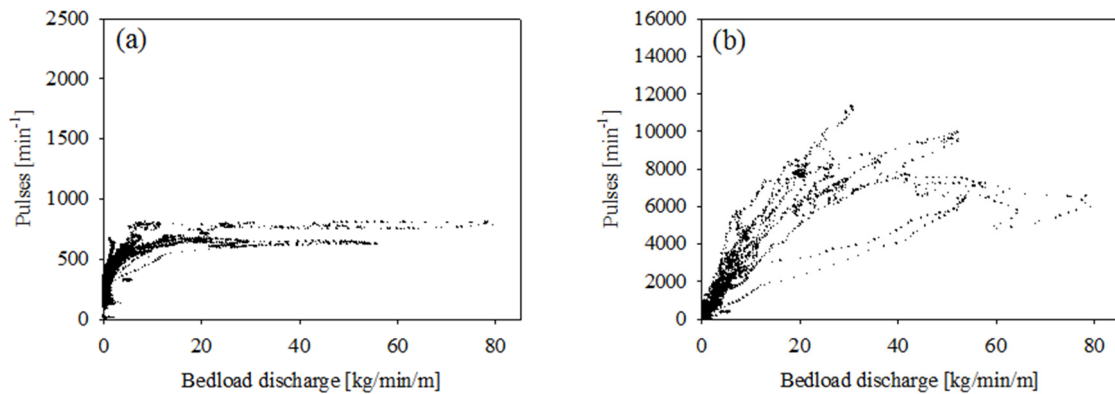 (a)
2500
2000
1500
1000
500
0
Pulses [min⁻¹]
0 20 40 60 80
Bedload discharge [kg/min/m]
(b)
16000
14000
12000
10000
8000
6000
4000
2000
0
Pulses [min⁻¹]
0 20 40 60 80
Bedload discharge [kg/min/m]